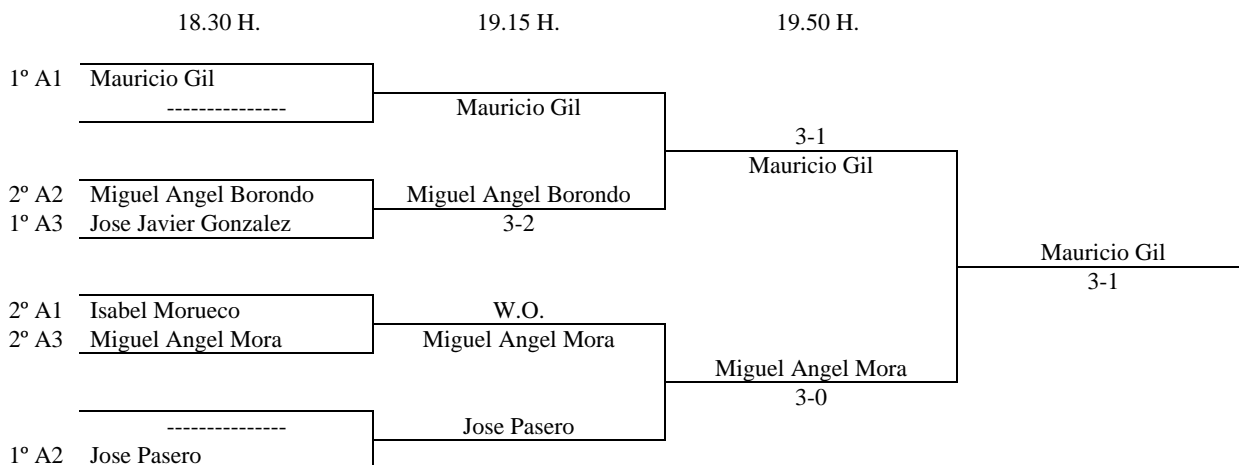 18.30 H. 19.15 H. 19.50 H.
1º A1 Mauricio Gil
--------------- Mauricio Gil
3-1
Mauricio Gil
2º A2 Miguel Angel Borondo Miguel Angel Borondo
1º A3 Jose Javier Gonzalez 3-2
Mauricio Gil
3-1
2º A1 Isabel Morueco W.O.
2º A3 Miguel Angel Mora Miguel Angel Mora
Miguel Angel Mora
3-0
--------------- Jose Pasero
1º A2 Jose Pasero